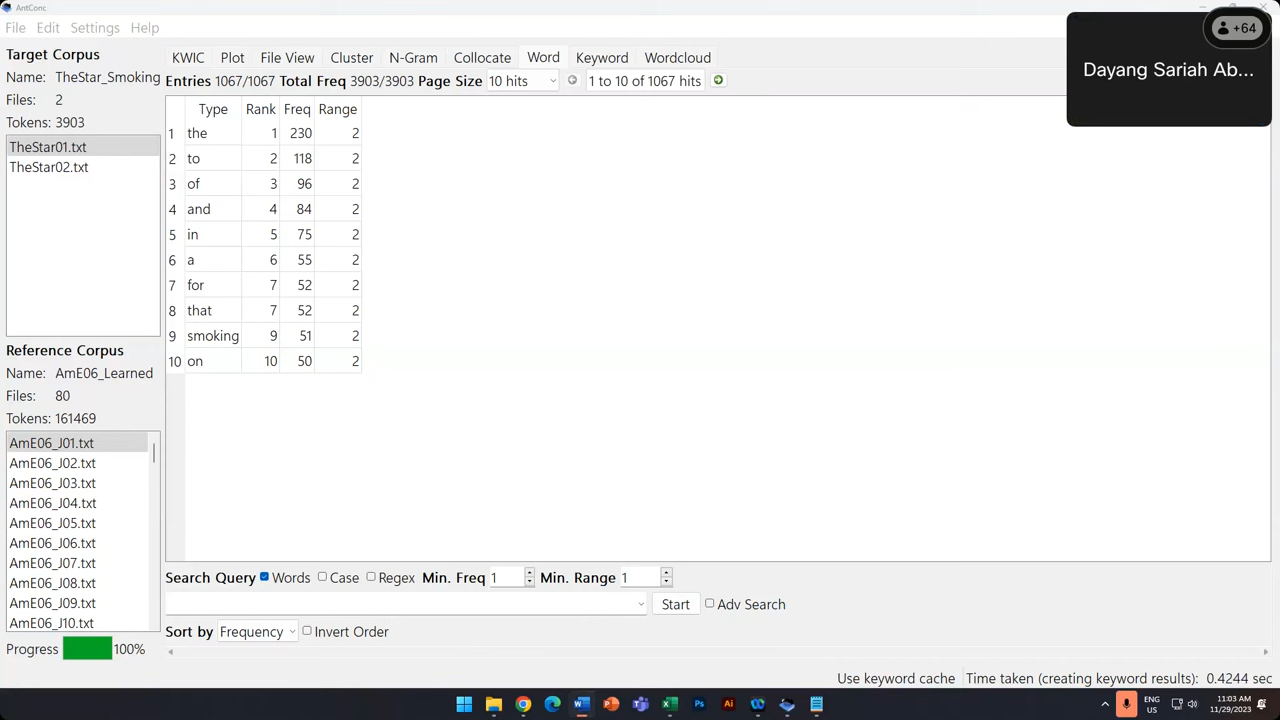 AntConc
File Edit Settings Help
Target Corpus
Name: TheStar_Smoking
Files: 2
Tokens: 3903
TheStar01.txt
TheStar02.txt
Reference Corpus
Name: AmE06_Learned
Files: 80
Tokens: 161469
AmE06_J01.txt
AmE06_J02.txt
AmE06_J03.txt
AmE06_J04.txt
AmE06_J05.txt
AmE06_J06.txt
AmE06_J07.txt
AmE06_J08.txt
AmE06_J09.txt
AmE06_J10.txt
Progress 100%
KWIC Plot File View Cluster N-Gram Collocate Word Keyword Wordcloud
Entries 1067/1067 Total Freq 3903/3903 Page Size 10 hits 1 to 10 of 1067 hits
Type Rank Freq Range
1 the 1 230 2
2 to 2 118 2
3 of 3 96 2
4 and 4 84 2
5 in 5 75 2
6 a 6 55 2
7 for 7 52 2
8 that 7 52 2
9 smoking 9 51 2
10 on 10 50 2
Search Query Words Case Regex Min. Freq 1 Min. Range 1
Start Adv Search
Sort by Frequency Invert Order
Use keyword cache Time taken (creating keyword results): 0.4244 sec
+64
Dayang Sariah Ab...
ENG
US
11:03 AM
11/29/2023